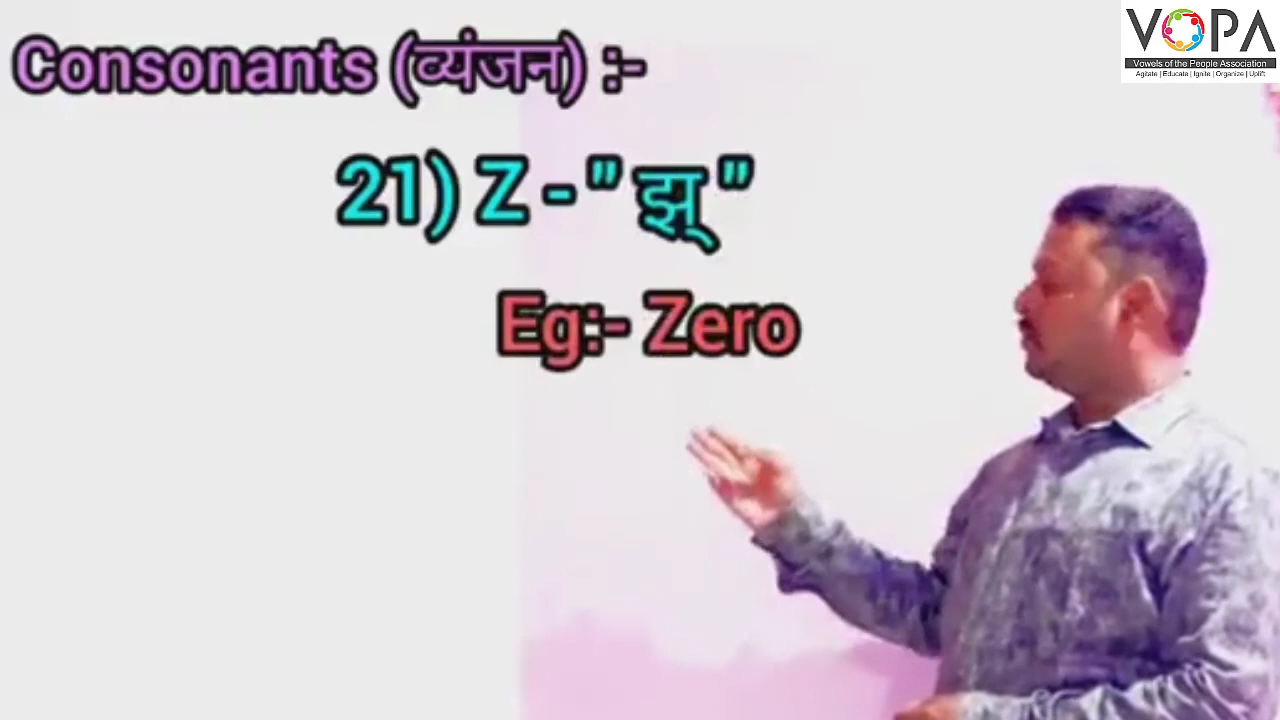 Consonants (व्यंजन) :-
21) Z - " झ् "
Eg:- Zero
VOPA
Vowels of the People Association
Agitate | Educate | Ignite | Organize | Uplift